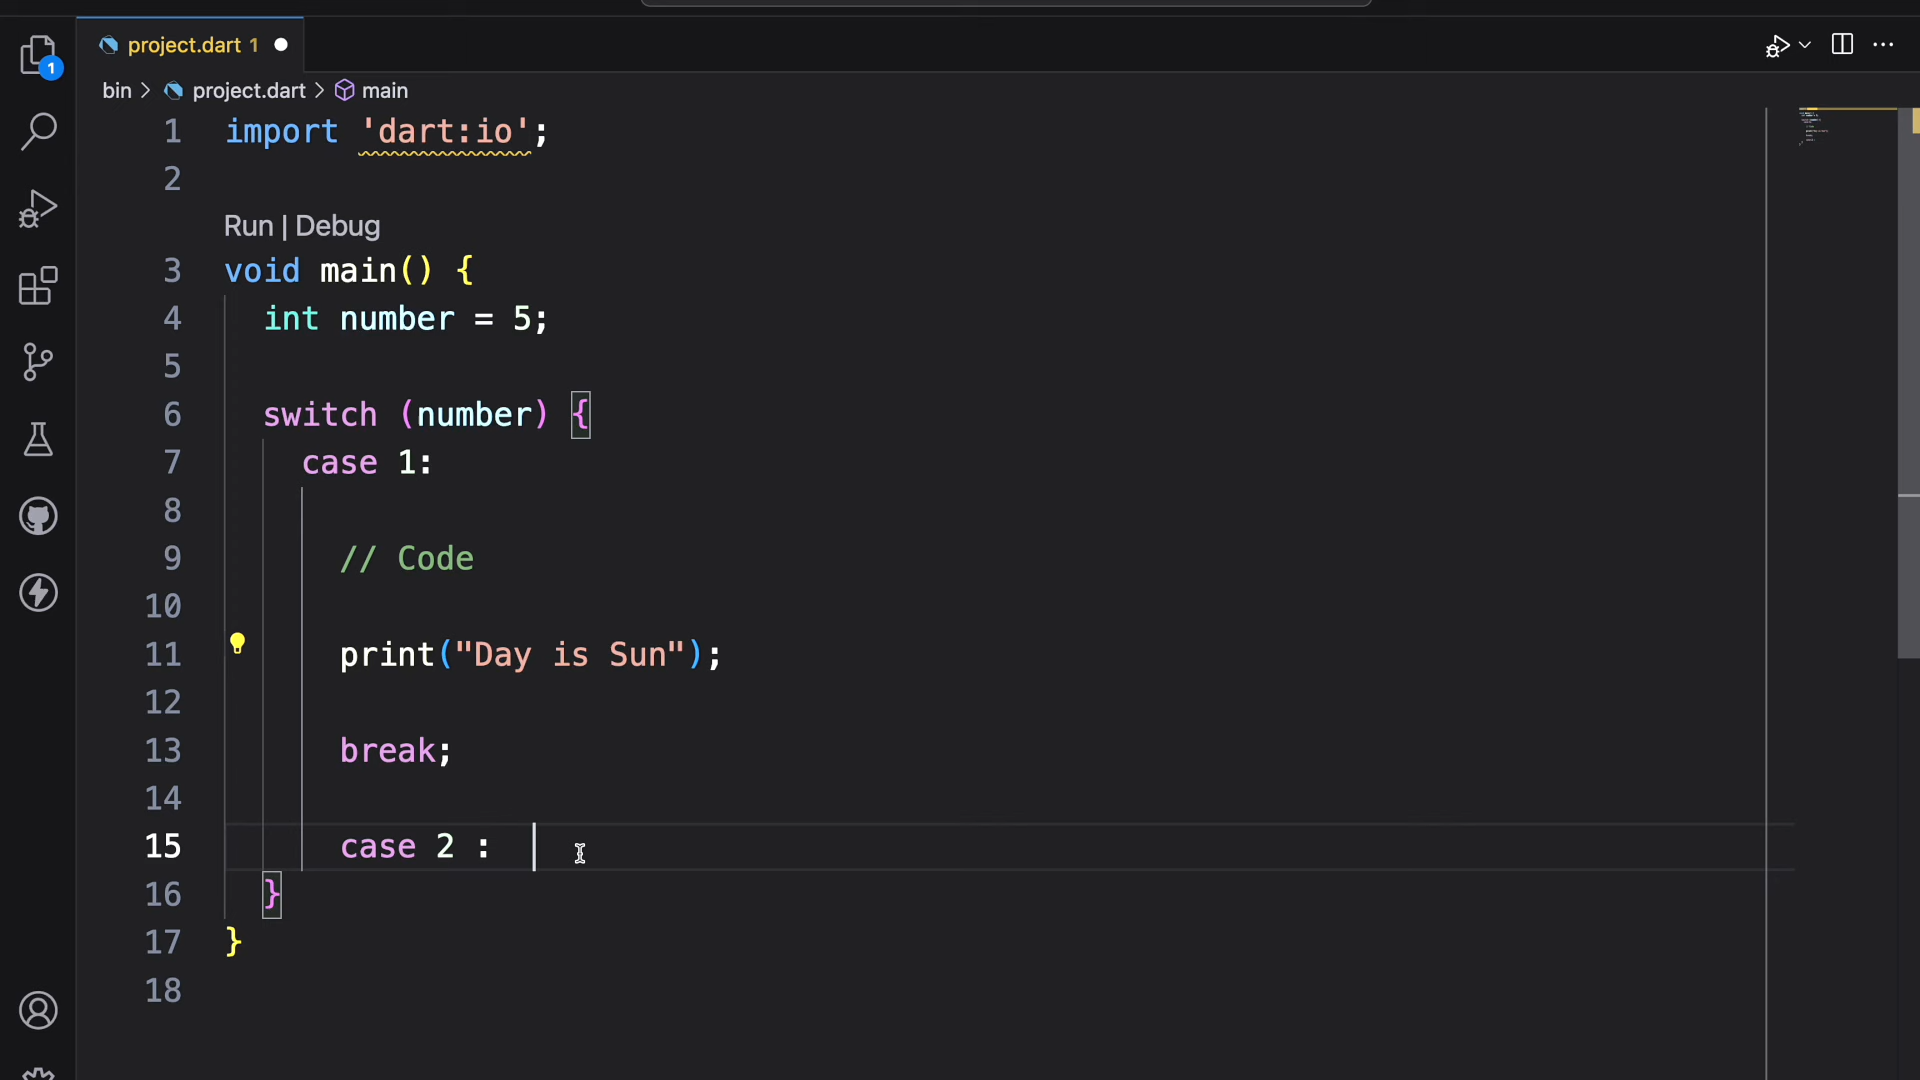 project.dart 1
bin > project.dart > main
1
1 import 'dart:io';
2
Run | Debug
3 void main() {
4 int number = 5;
5
6 switch (number) {
7 case 1:
8
9 // Code
10
11 print("Day is Sun");
12
13 break;
14
15 case 2 :
16 }
17 }
18